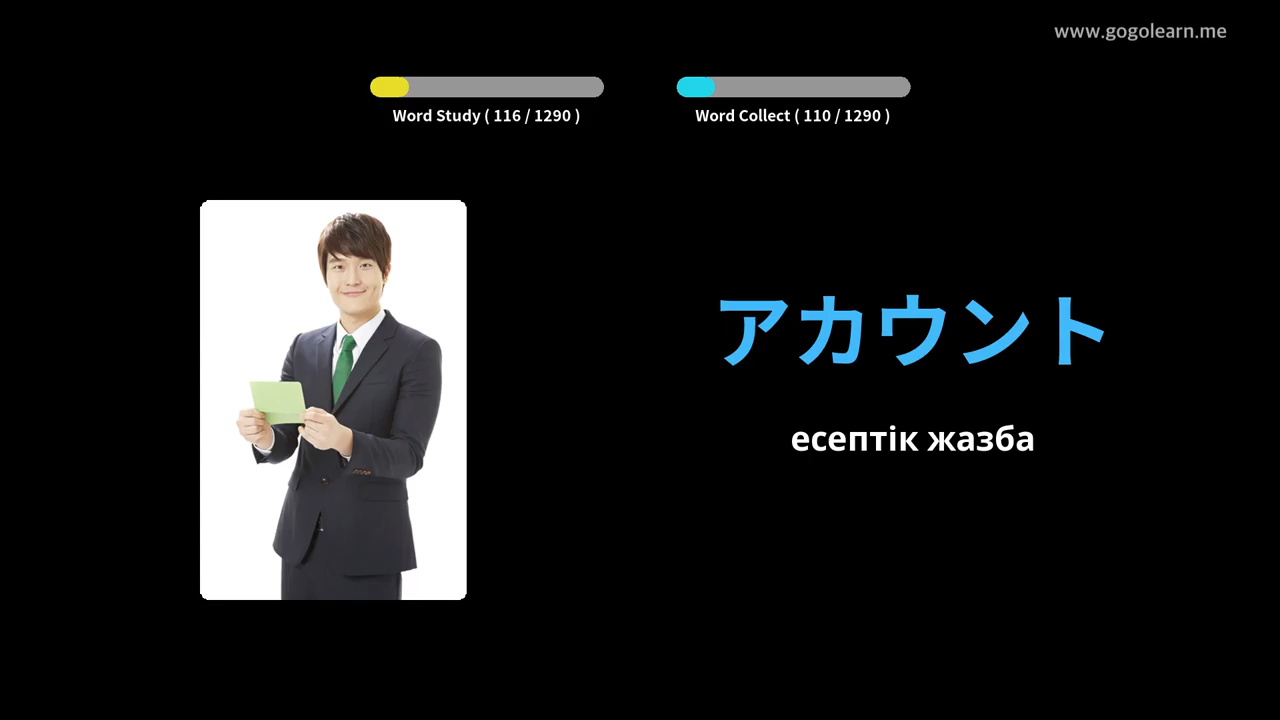 www.gogolearn.me
Word Study ( 116 / 1290 )
Word Collect ( 110 / 1290 )
アカウント
есептік жазба